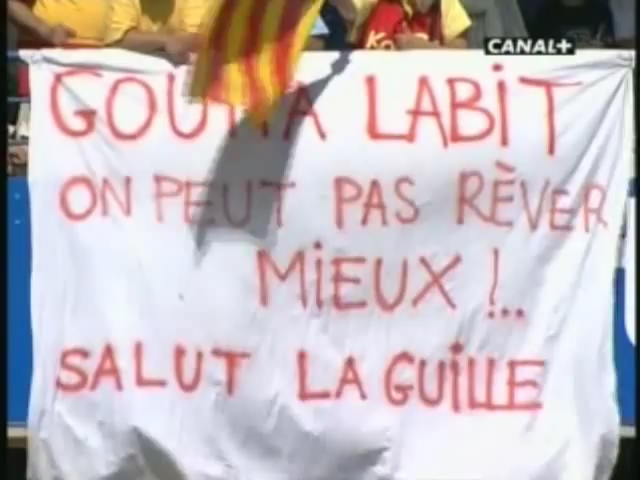 CANAL+
LABiT
ON PEUT PAS RÈVER
MiEUX !..
SALUT LA GUiLLE